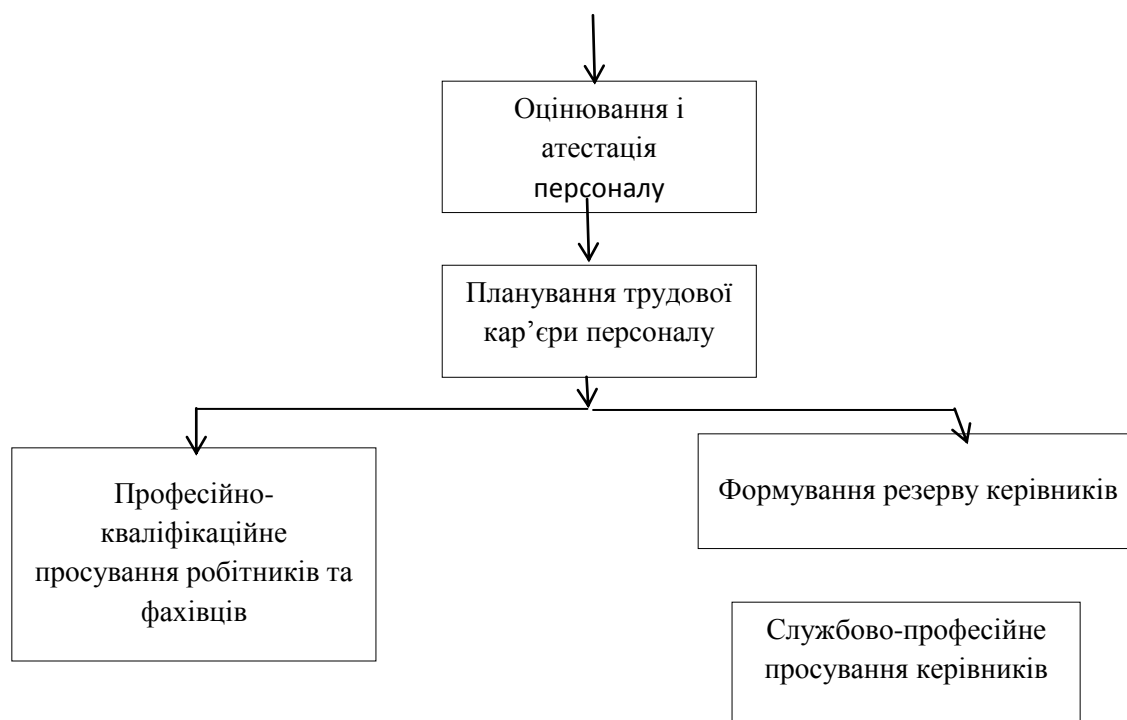 Оцінювання і
атестація
персоналу
Планування трудової
кар’єри персоналу
Професійно-
кваліфікаційне
просування робітників та
фахівців
Формування резерву керівників
Службово-професійне
просування керівників